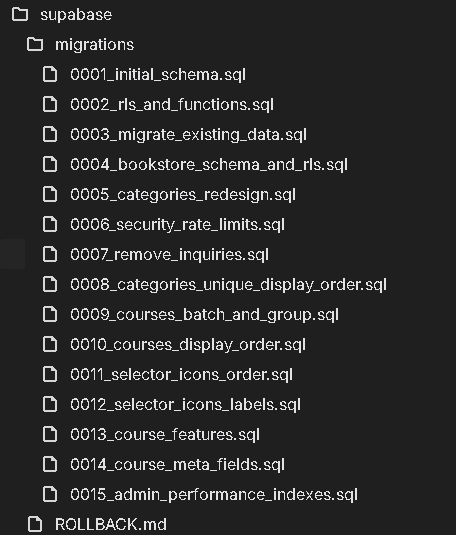 supabase
migrations
0001_initial_schema.sql
0002_rls_and_functions.sql
0003_migrate_existing_data.sql
0004_bookstore_schema_and_rls.sql
0005_categories_redesign.sql
0006_security_rate_limits.sql
0007_remove_inquiries.sql
0008_categories_unique_display_order.sql
0009_courses_batch_and_group.sql
0010_courses_display_order.sql
0011_selector_icons_order.sql
0012_selector_icons_labels.sql
0013_course_features.sql
0014_course_meta_fields.sql
0015_admin_performance_indexes.sql
ROLLBACK.md